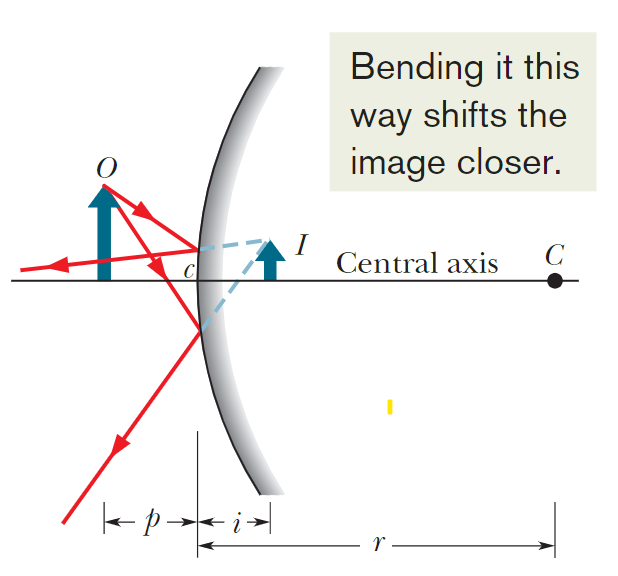 Bending it this
way shifts the
image closer.
O
I
c
Central axis
C
p
i
r